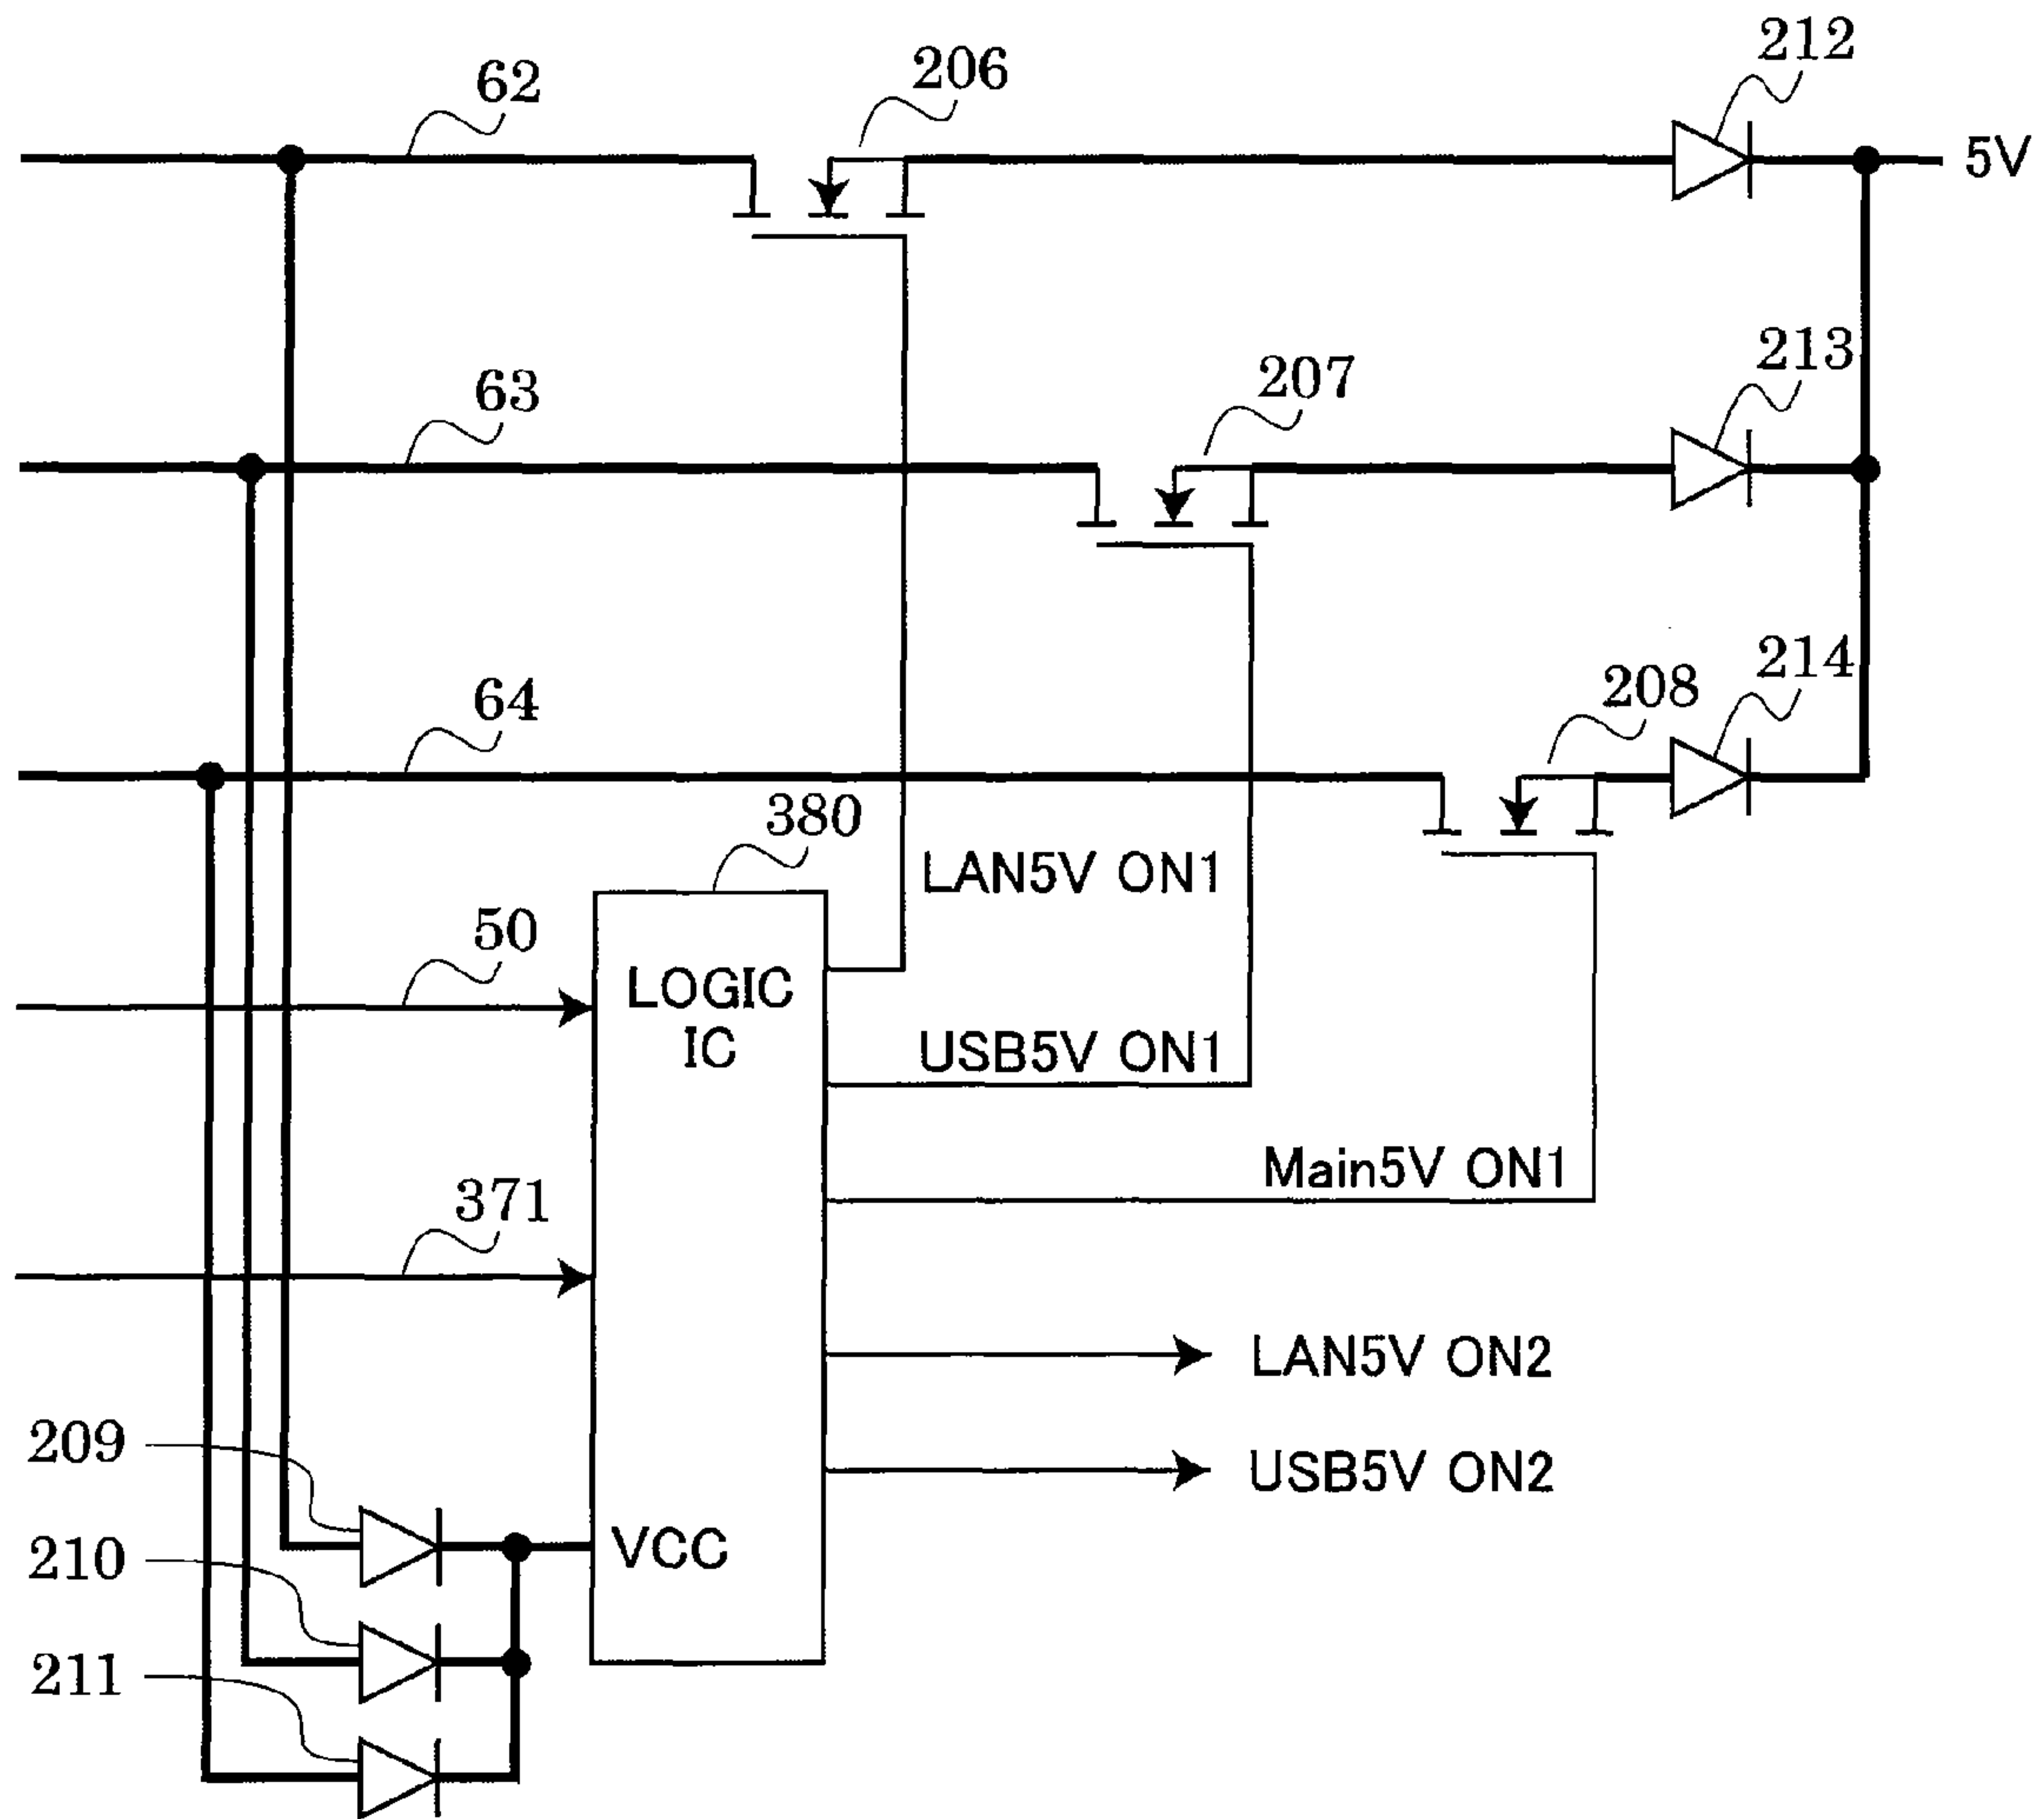 212
206
62
5V
213
207
63
214
208
64
380
LAN5V ON1
50
LOGIC
IC
USB5V ON1
Main5V ON1
371
LAN5V ON2
209
USB5V ON2
VCC
210
211